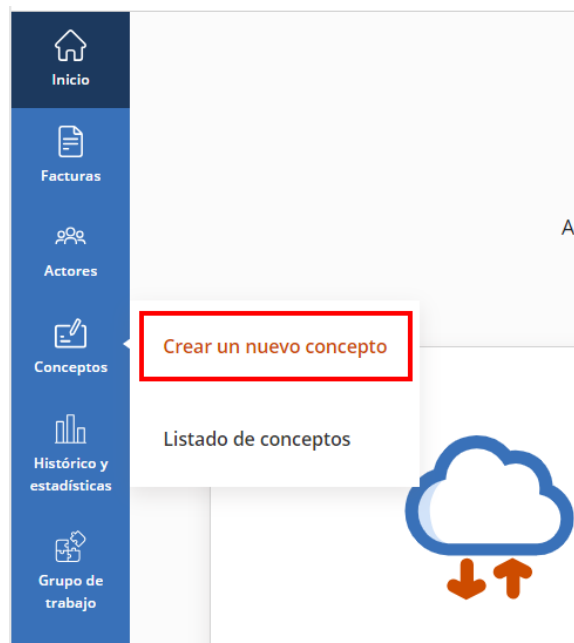 Inicio
Facturas
A
Actores
Crear un nuevo concepto
Conceptos
Listado de conceptos
Histórico y
estadísticas
Grupo de
trabajo